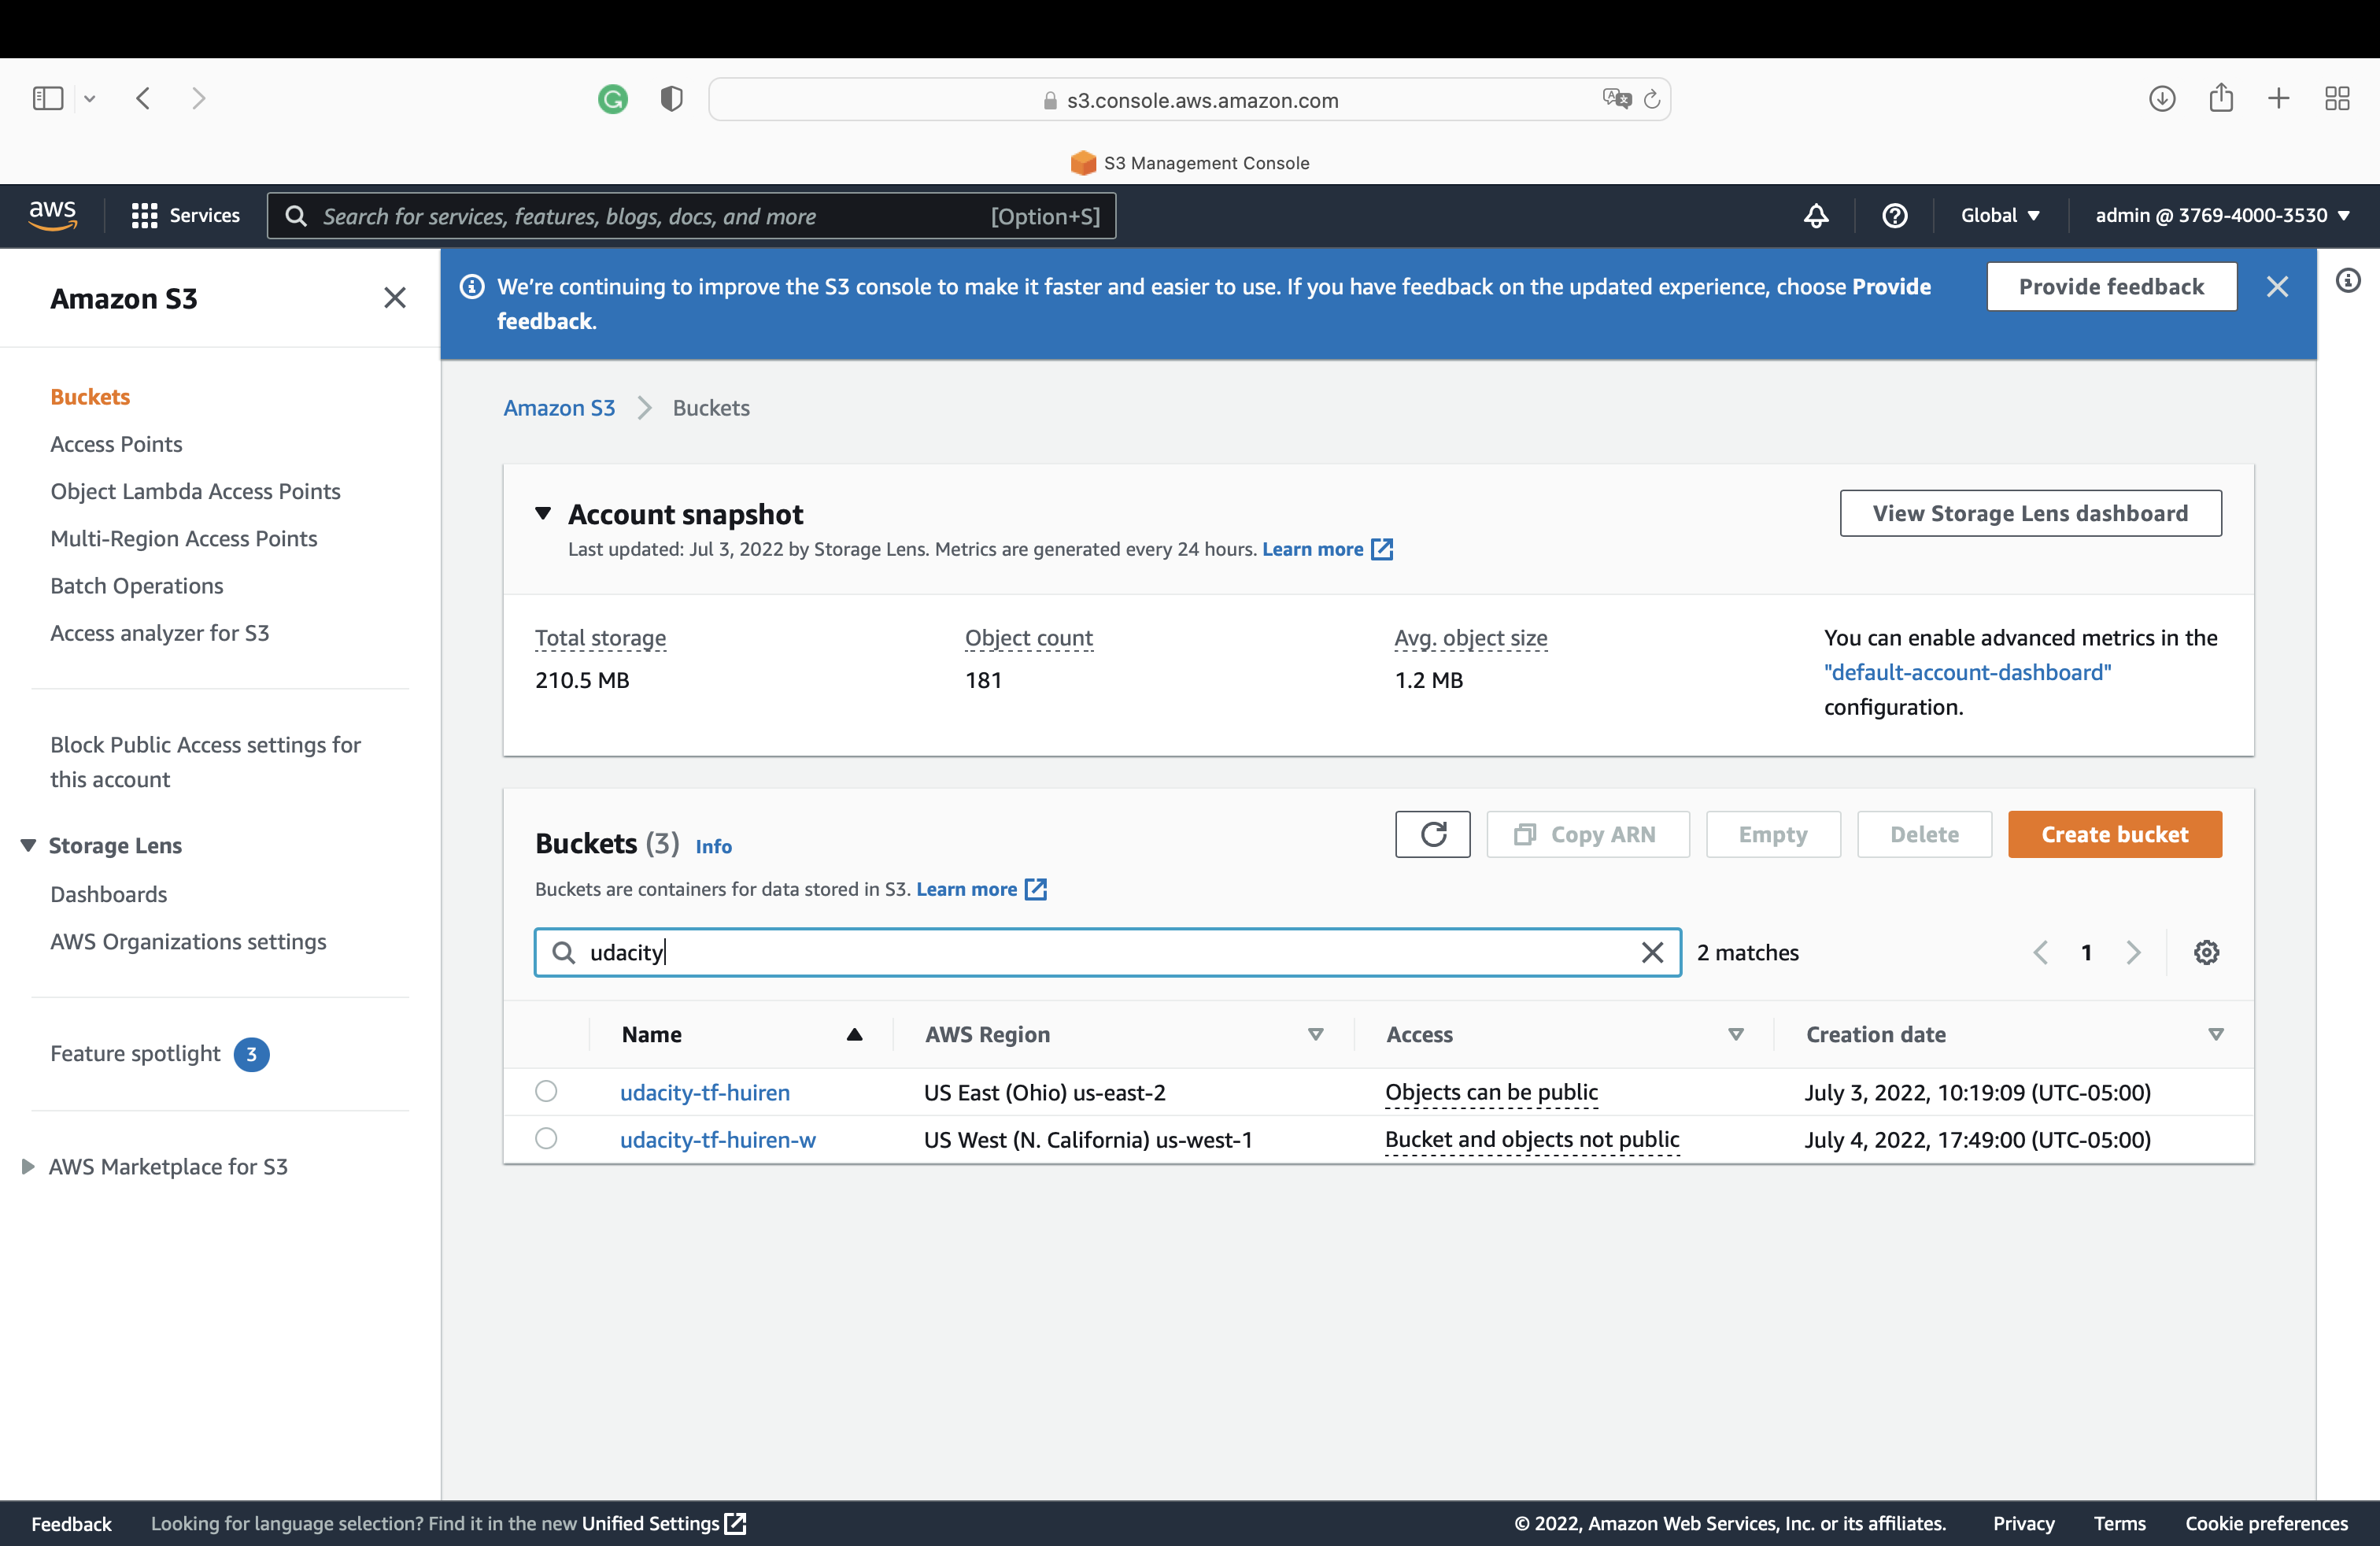 s3.console.aws.amazon.com
S3 Management Console
aws
Services
Search for services, features, blogs, docs, and more
[Option+S]
Global
admin @ 3769-4000-3530
Amazon S3
Buckets
Access Points
Object Lambda Access Points
Multi-Region Access Points
Batch Operations
Access analyzer for S3
Block Public Access settings for
this account
Storage Lens
Dashboards
AWS Organizations settings
Feature spotlight 3
AWS Marketplace for S3
We're continuing to improve the S3 console to make it faster and easier to use. If you have feedback on the updated experience, choose Provide
feedback.
Provide feedback
Amazon S3
Buckets
Account snapshot
Last updated: Jul 3, 2022 by Storage Lens. Metrics are generated every 24 hours. Learn more
View Storage Lens dashboard
Total storage
210.5 MB
Object count
181
Avg. object size
1.2 MB
You can enable advanced metrics in the
"default-account-dashboard"
configuration.
Buckets (3) Info
Buckets are containers for data stored in S3. Learn more
Copy ARN
Empty
Delete
Create bucket
udacity
2 matches
1
Name AWS Region Access Creation date
udacity-tf-huiren US East (Ohio) us-east-2 Objects can be public July 3, 2022, 10:19:09 (UTC-05:00)
udacity-tf-huiren-w US West (N. California) us-west-1 Bucket and objects not public July 4, 2022, 17:49:00 (UTC-05:00)
Feedback
Looking for language selection? Find it in the new Unified Settings
© 2022, Amazon Web Services, Inc. or its affiliates.
Privacy
Terms
Cookie preferences